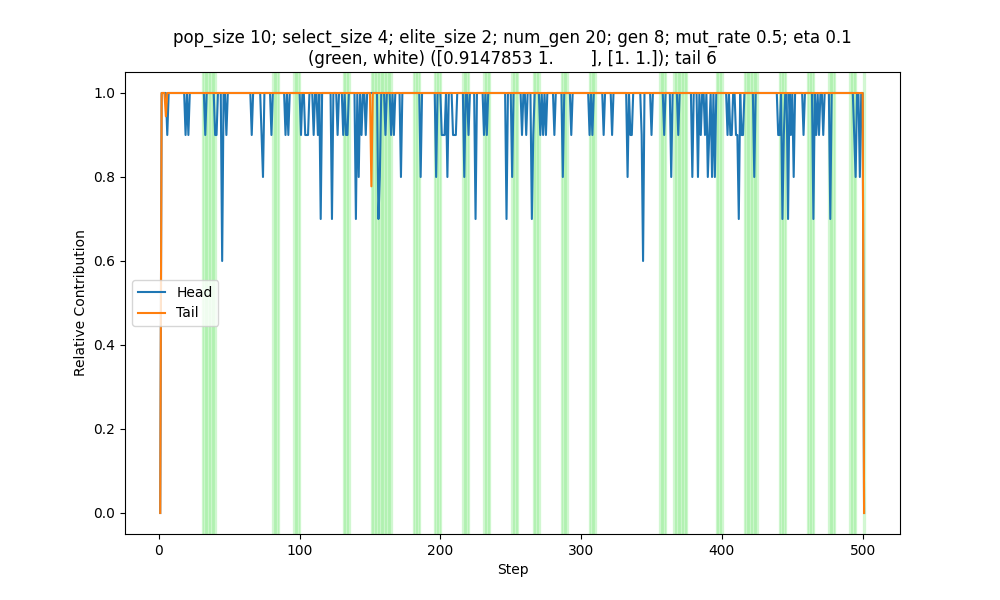 pop_size 10; select_size 4; elite_size 2; num_gen 20; gen 8; mut_rate 0.5; eta 0.1
(green, white) ([0.9147853 1.        ], [1. 1.]); tail 6
1.0
0.8
0.6
0.4
0.2
0.0
Relative Contribution
Head
Tail
0
100
200
300
400
500
Step